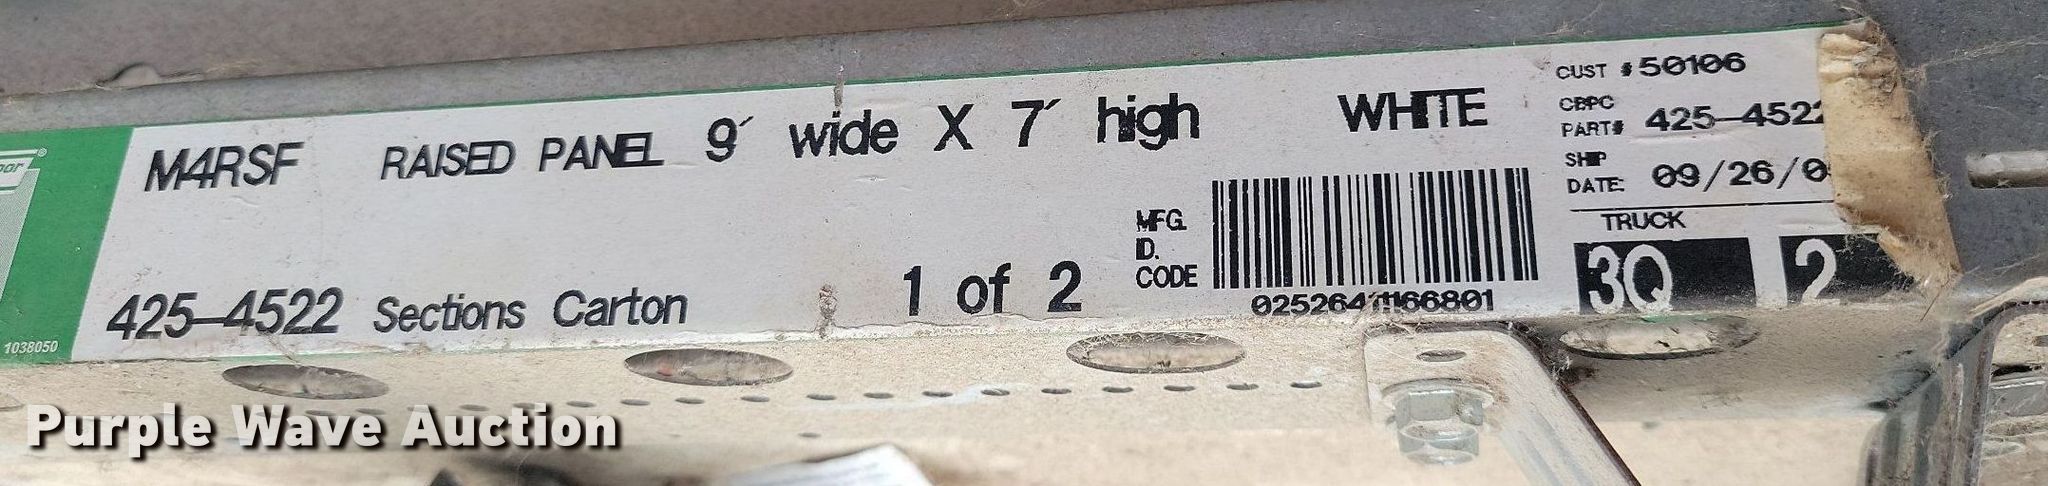 M4RSF RAISED PANEL 9´ wide X 7´ high WHITE
425-4522 Sections Carton 1 of 2
MFG.
I.D.
CODE
CUST #50106
CBPC
PART# 425-4522
SHIP
DATE: 09/26/0
TRUCK
3Q 2
1038050
Purple Wave Auction